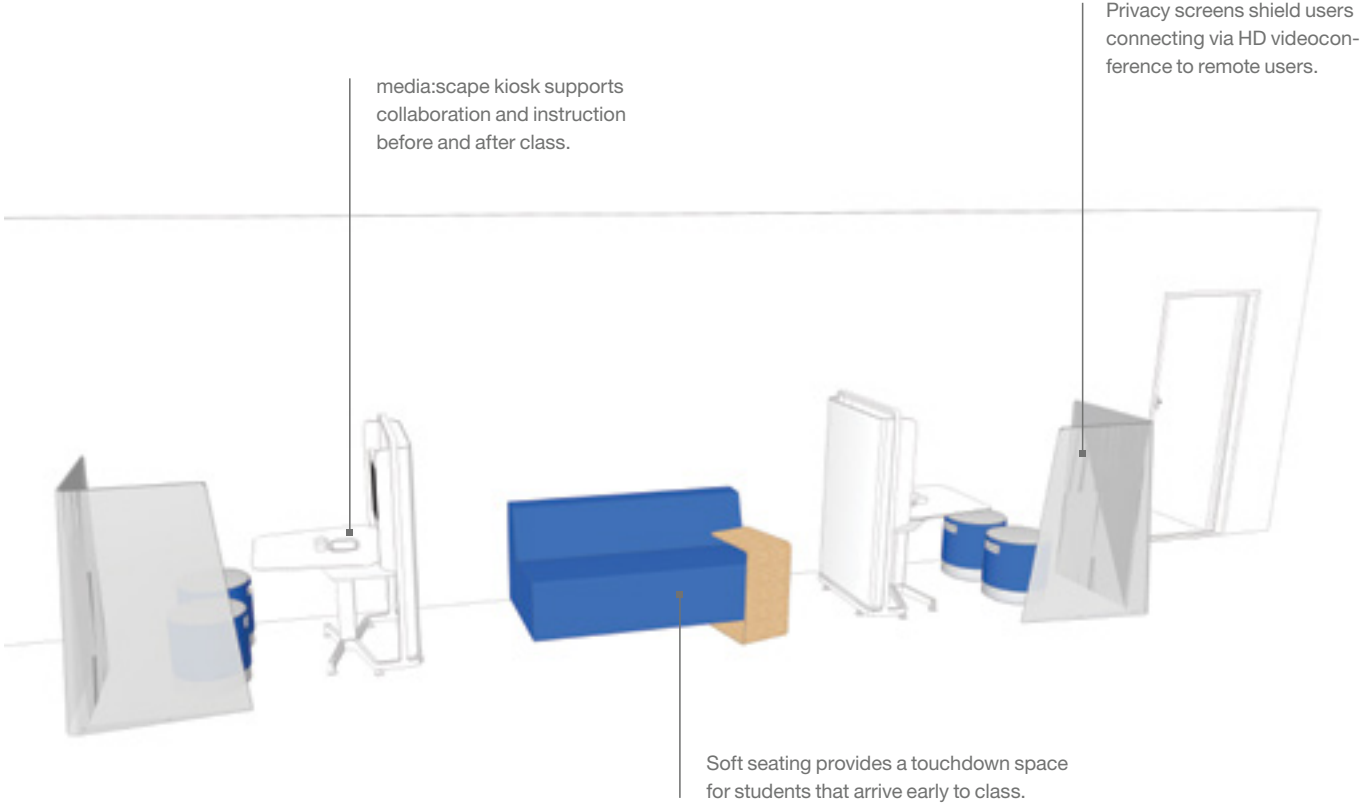 Privacy screens shield users
connecting via HD videocon-
ference to remote users.
media:scape kiosk supports
collaboration and instruction
before and after class.
Soft seating provides a touchdown space
for students that arrive early to class.